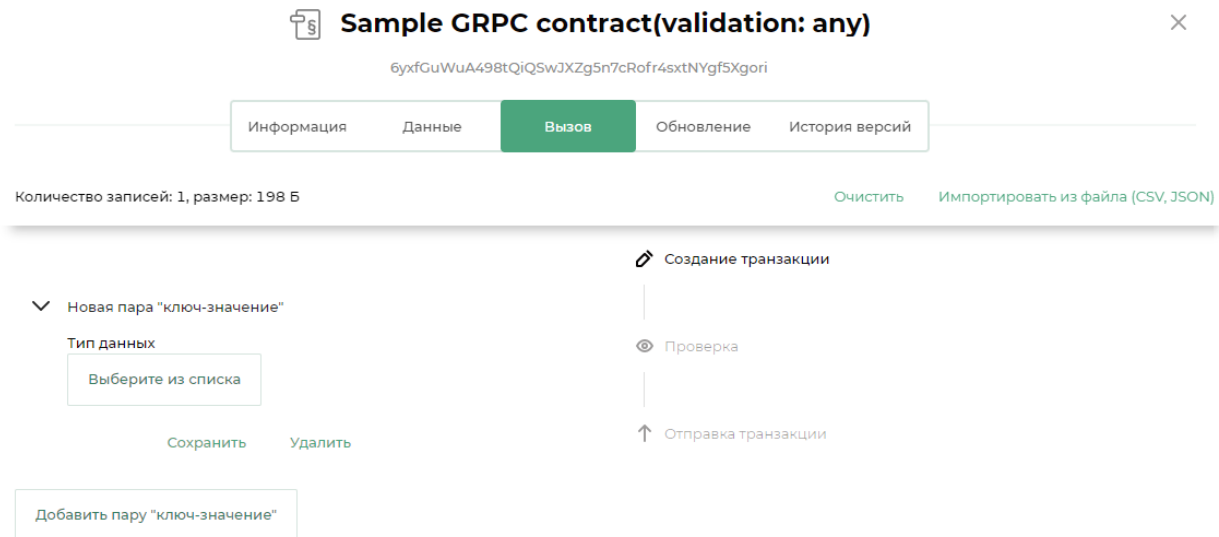 Sample GRPC contract(validation: any)
6yxfGuWuA498tQiQSwJXZg5n7cRofr4sxtNYgf5Xgori
Информация Данные Вызов Обновление История версий
Количество записей: 1, размер: 198 Б Очистить Импортировать из файла (CSV, JSON)
Создание транзакции
Новая пара "ключ-значение"
Тип данных
Проверка
Выберите из списка
Отправка транзакции
Сохранить Удалить
Добавить пару "ключ-значение"